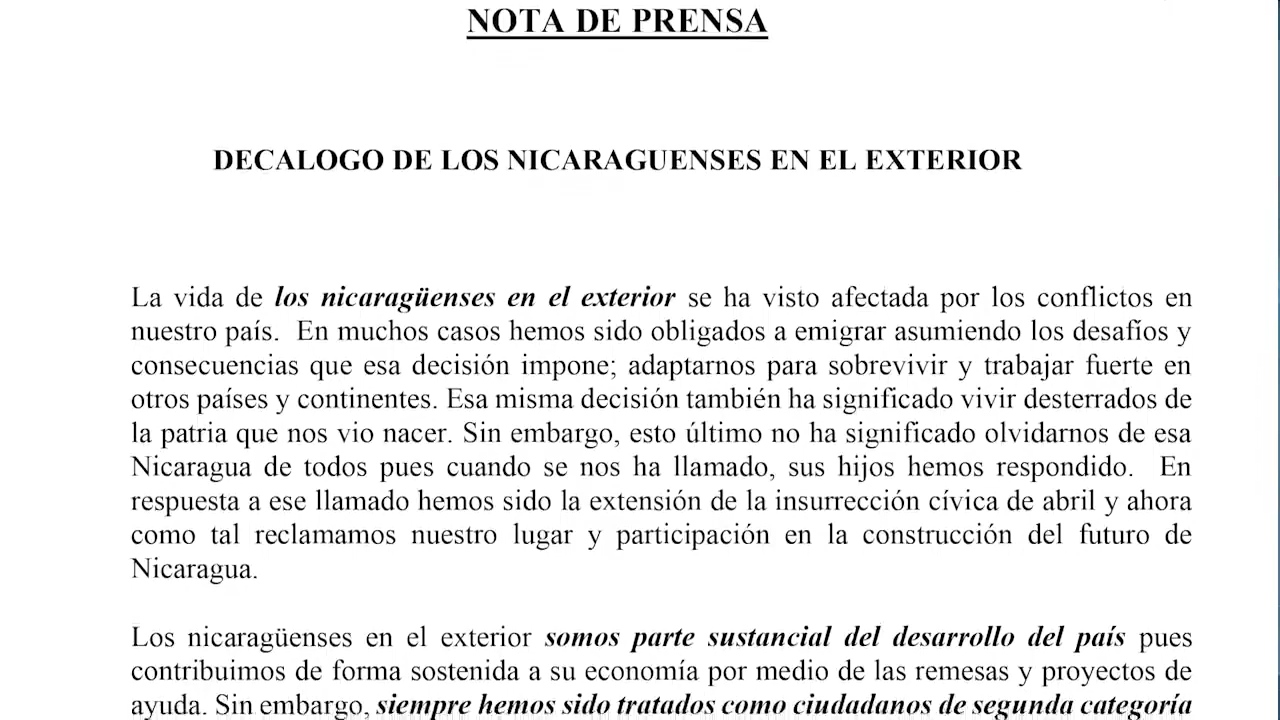 NOTA DE PRENSA
DECALOGO DE LOS NICARAGUENSES EN EL EXTERIOR
La vida de los nicaragüenses en el exterior se ha visto afectada por los conflictos en
nuestro país. En muchos casos hemos sido obligados a emigrar asumiendo los desafíos y
consecuencias que esa decisión impone; adaptarnos para sobrevivir y trabajar fuerte en
otros países y continentes. Esa misma decisión también ha significado vivir desterrados de
la patria que nos vio nacer. Sin embargo, esto último no ha significado olvidarnos de esa
Nicaragua de todos pues cuando se nos ha llamado, sus hijos hemos respondido. En
respuesta a ese llamado hemos sido la extensión de la insurrección cívica de abril y ahora
como tal reclamamos nuestro lugar y participación en la construcción del futuro de
Nicaragua.
Los nicaragüenses en el exterior somos parte sustancial del desarrollo del país pues
contribuimos de forma sostenida a su economía por medio de las remesas y proyectos de
ayuda. Sin embargo, siempre hemos sido tratados como ciudadanos de segunda categoría